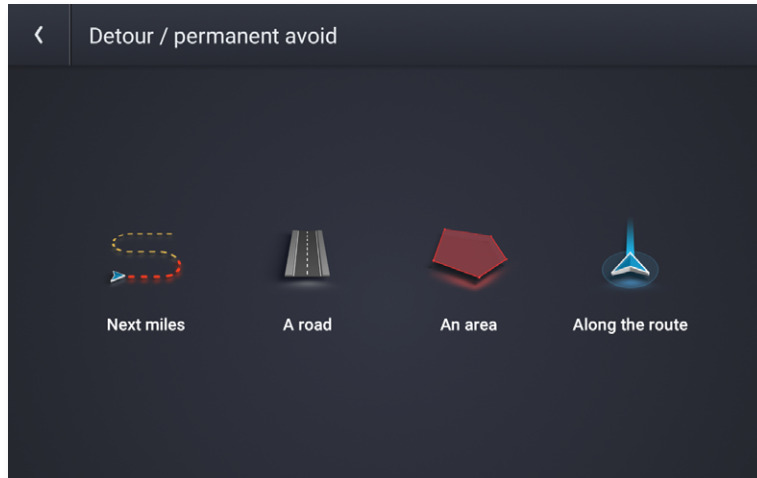 Detour / permanent avoid
Next miles
A road
An area
Along the route